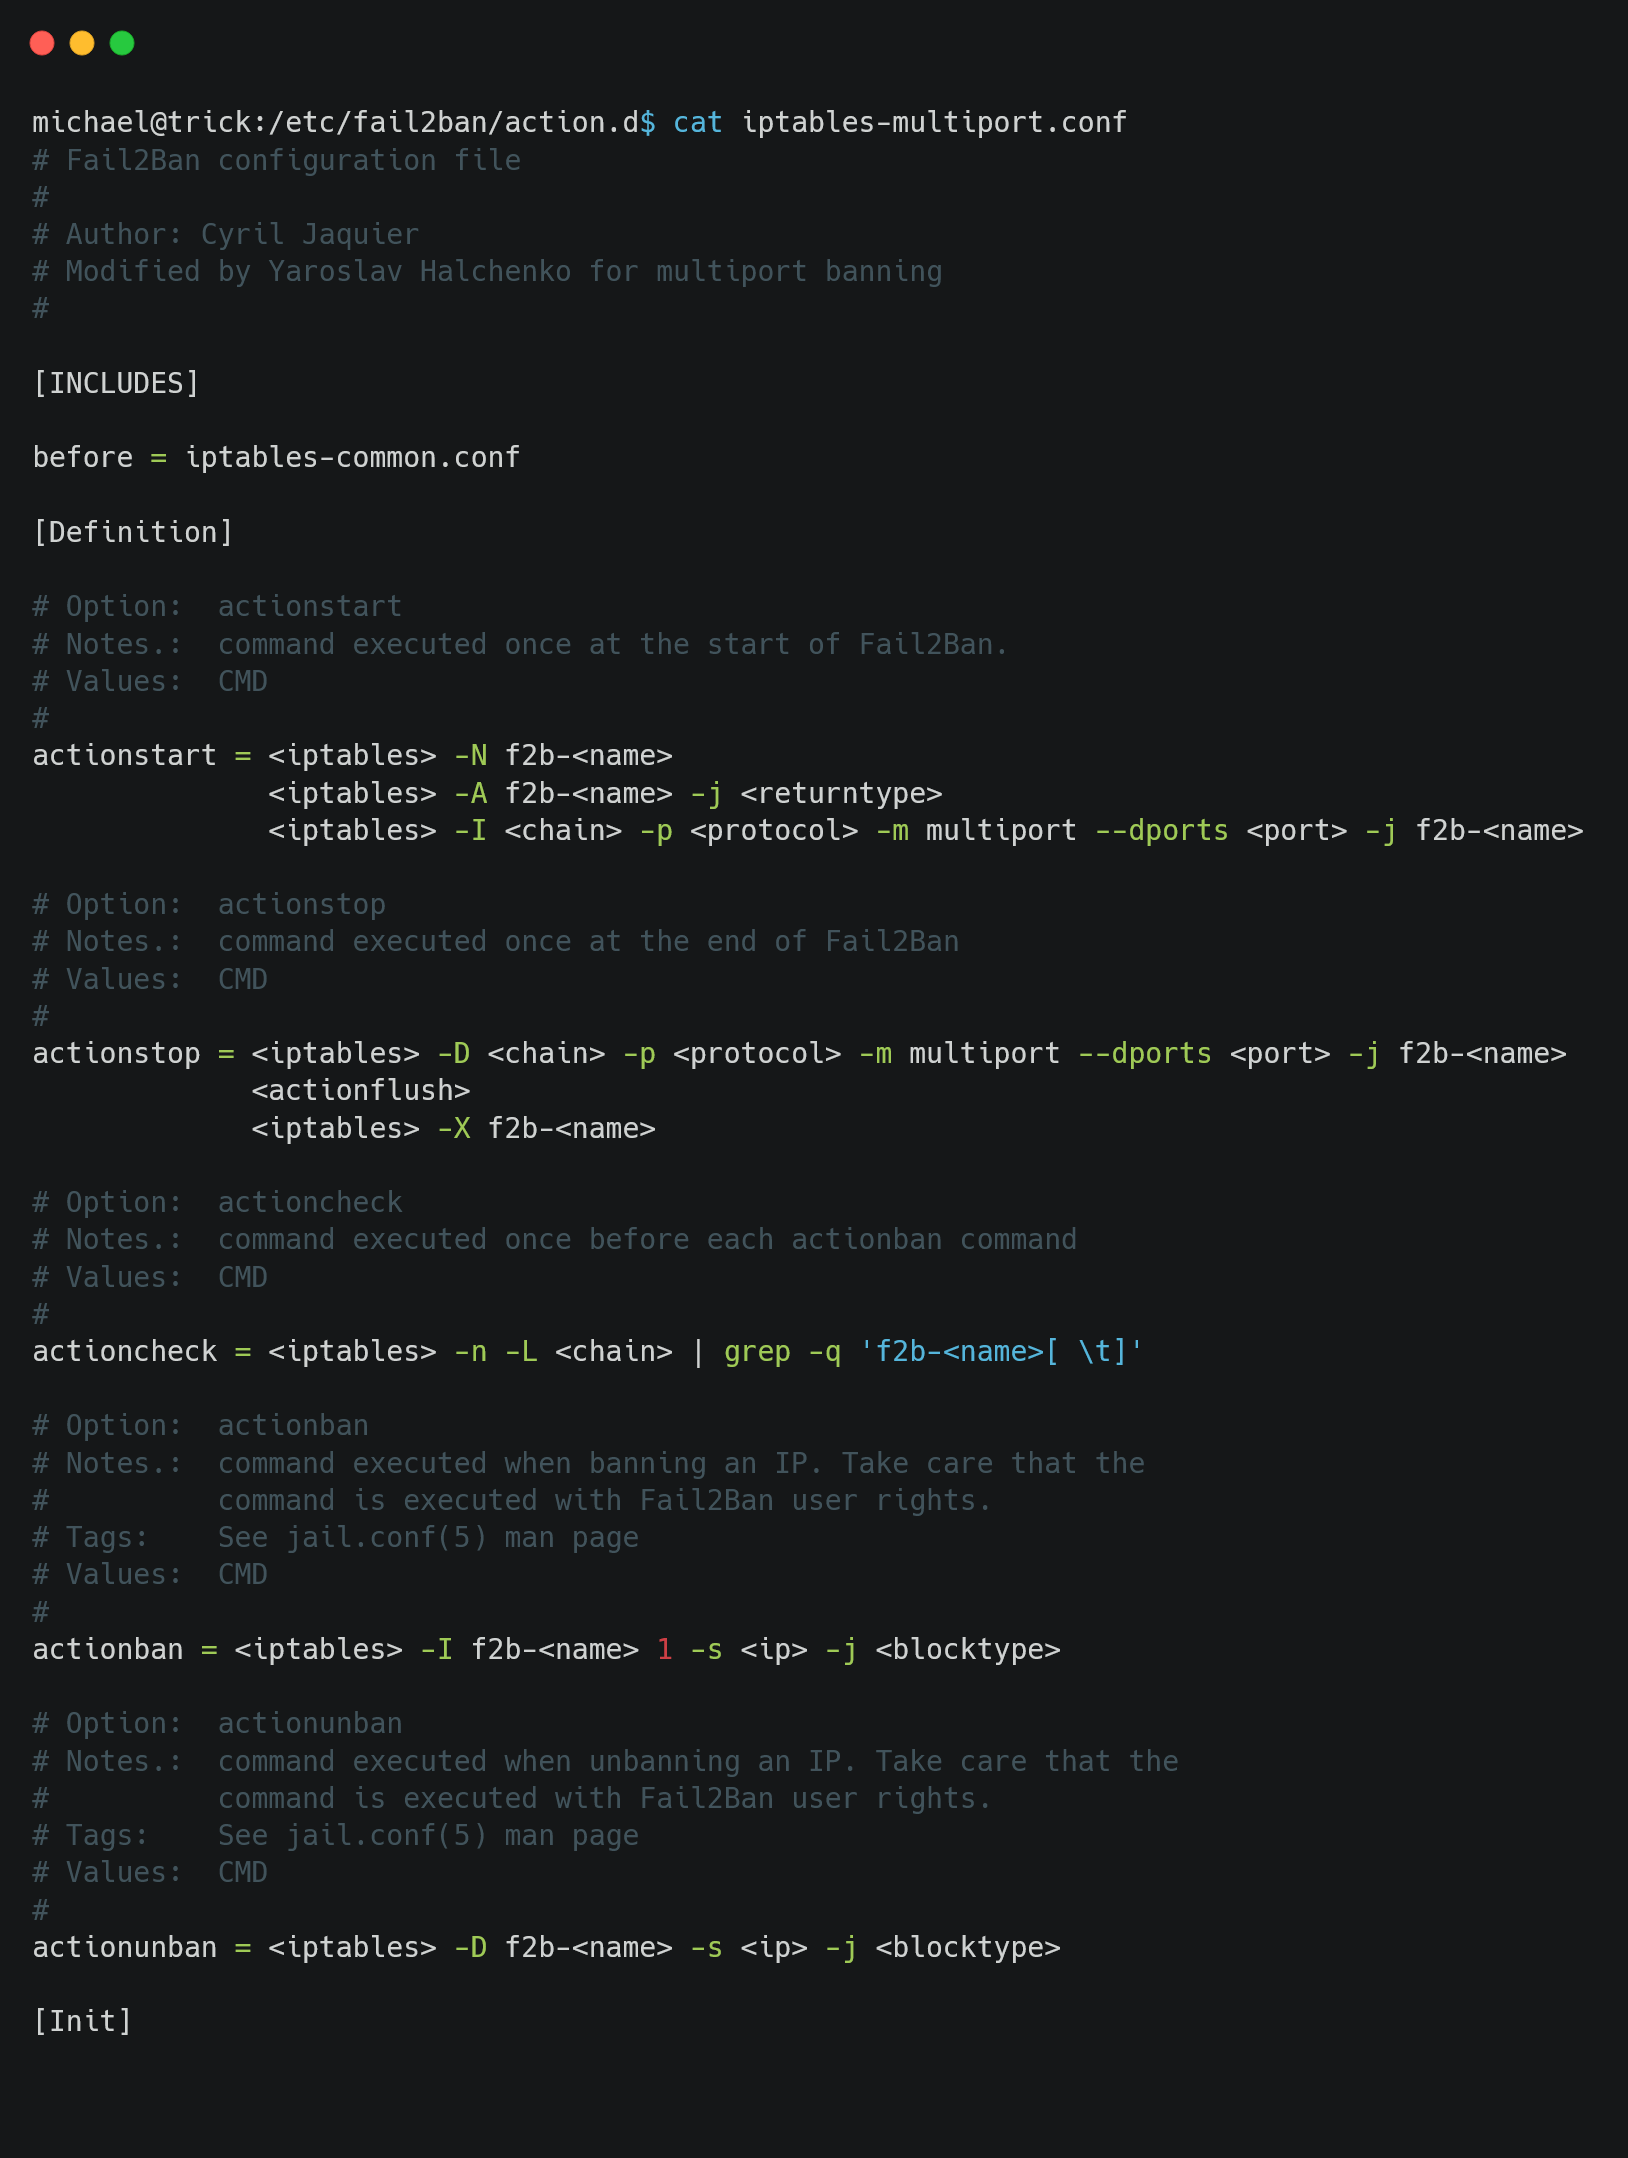 michael@trick:/etc/fail2ban/action.d$ cat iptables-multiport.conf
# Fail2Ban configuration file
#
# Author: Cyril Jaquier
# Modified by Yaroslav Halchenko for multiport banning
#

[INCLUDES]

before = iptables-common.conf

[Definition]

# Option:  actionstart
# Notes.:  command executed once at the start of Fail2Ban.
# Values:  CMD
#
actionstart = <iptables> -N f2b-<name>
              <iptables> -A f2b-<name> -j <returntype>
              <iptables> -I <chain> -p <protocol> -m multiport --dports <port> -j f2b-<name>

# Option:  actionstop
# Notes.:  command executed once at the end of Fail2Ban
# Values:  CMD
#
actionstop = <iptables> -D <chain> -p <protocol> -m multiport --dports <port> -j f2b-<name>
             <actionflush>
             <iptables> -X f2b-<name>

# Option:  actioncheck
# Notes.:  command executed once before each actionban command
# Values:  CMD
#
actioncheck = <iptables> -n -L <chain> | grep -q 'f2b-<name>[ \t]'

# Option:  actionban
# Notes.:  command executed when banning an IP. Take care that the
#          command is executed with Fail2Ban user rights.
# Tags:    See jail.conf(5) man page
# Values:  CMD
#
actionban = <iptables> -I f2b-<name> 1 -s <ip> -j <blocktype>

# Option:  actionunban
# Notes.:  command executed when unbanning an IP. Take care that the
#          command is executed with Fail2Ban user rights.
# Tags:    See jail.conf(5) man page
# Values:  CMD
#
actionunban = <iptables> -D f2b-<name> -s <ip> -j <blocktype>

[Init]